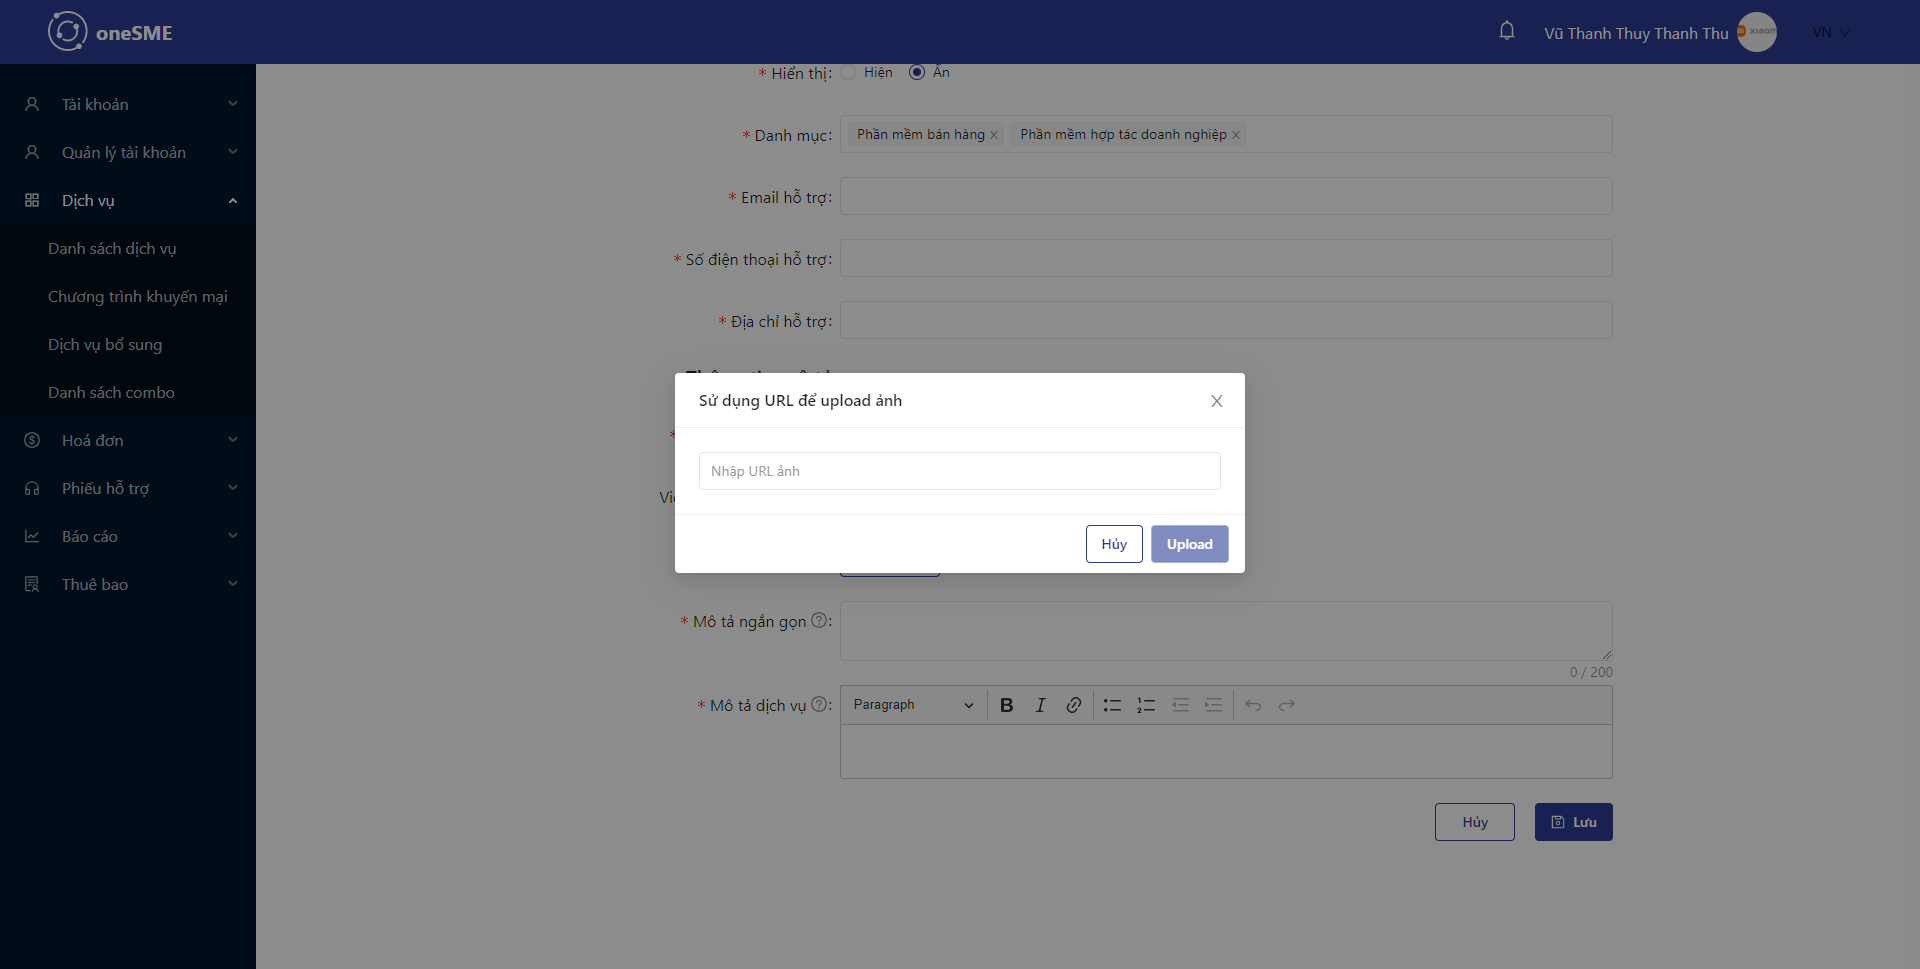 oneSME
Vũ Thanh Thuy Thanh Thu
VN
Tài khoản
Quản lý tài khoản
Dịch vụ
Danh sách dịch vụ
Chương trình khuyến mại
Dịch vụ bổ sung
Danh sách combo
Hoá đơn
Phiếu hỗ trợ
Báo cáo
Thuê bao
* Hiển thị: Hiện Ẩn
* Danh mục: Phần mềm bán hàng Phần mềm hợp tác doanh nghiệp
* Email hỗ trợ:
* Số điện thoại hỗ trợ:
* Địa chỉ hỗ trợ:
Sử dụng URL để upload ảnh
Nhập URL ảnh
Hủy Upload
* Mô tả ngắn gọn :
0 / 200
* Mô tả dịch vụ : Paragraph
Hủy Lưu